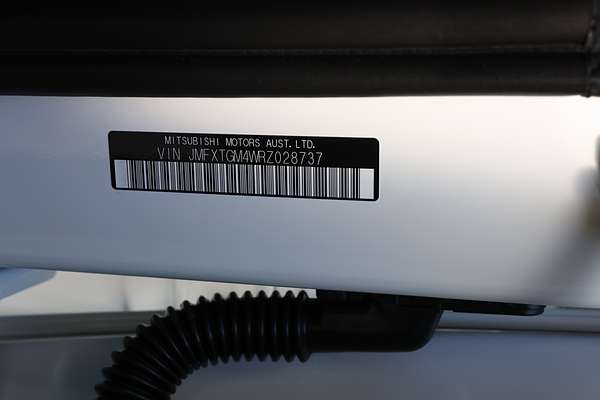 MITSUBISHI MOTORS AUST.LTD.
VIN JMFXTGM4WRZ028737